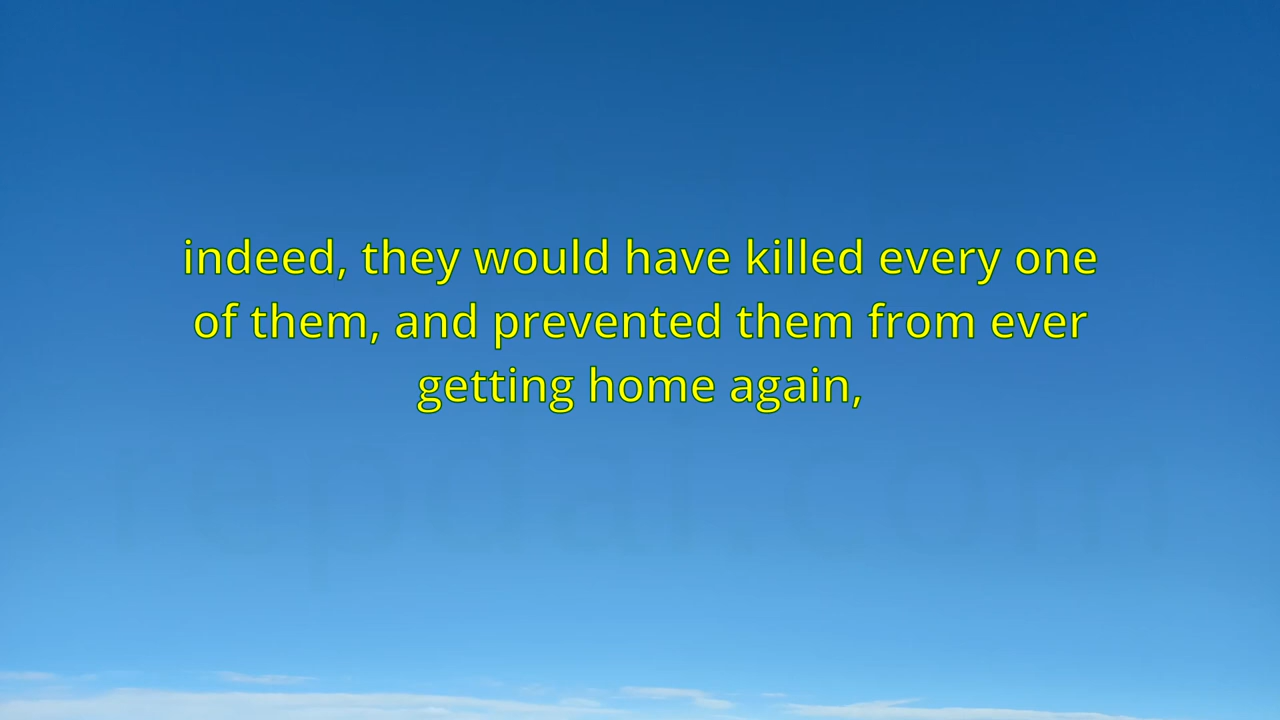 indeed, they would have killed every one
of them, and prevented them from ever
getting home again,